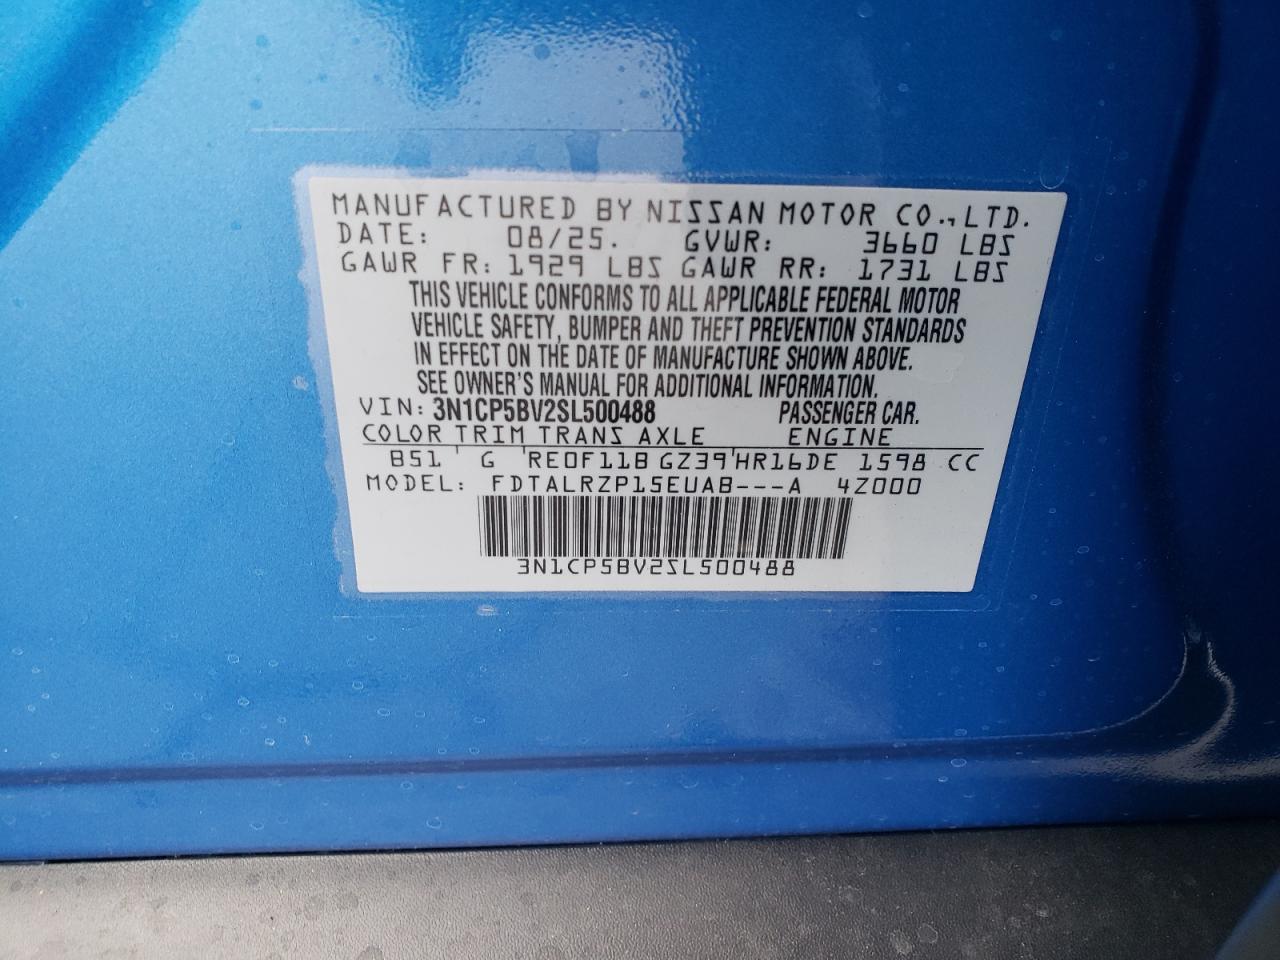 MANUFACTURED BY NISSAN MOTOR CO., LTD.
DATE: 08/25. GVWR: 3660 LBS
GAWR FR: 1929 LBS GAWR RR: 1731 LBS
THIS VEHICLE CONFORMS TO ALL APPLICABLE FEDERAL MOTOR
VEHICLE SAFETY, BUMPER AND THEFT PREVENTION STANDARDS
IN EFFECT ON THE DATE OF MANUFACTURE SHOWN ABOVE.
SEE OWNER'S MANUAL FOR ADDITIONAL INFORMATION.
VIN: 3N1CP5BV2SL500488 PASSENGER CAR.
COLOR TRIM TRANS AXLE ENGINE
B51 ' G ' RE0F11B GZ39'HR16DE 1598 CC
MODEL: FDTALRZP15EUAB---A 4Z000
3N1CP5BV2SL500488